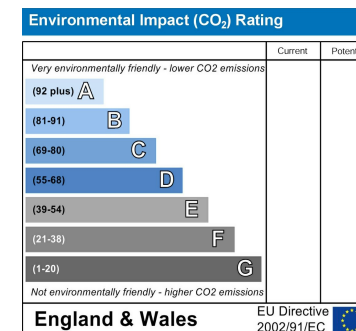 Environmental Impact (CO₂) Rating
Current Potent
Very environmentally friendly - lower CO2 emissions
(92 plus) A
(81-91) B
(69-80) C
(55-68) D
(39-54) E
(21-38) F
(1-20) G
Not environmentally friendly - higher CO2 emissions
England & Wales
EU Directive
2002/91/EC